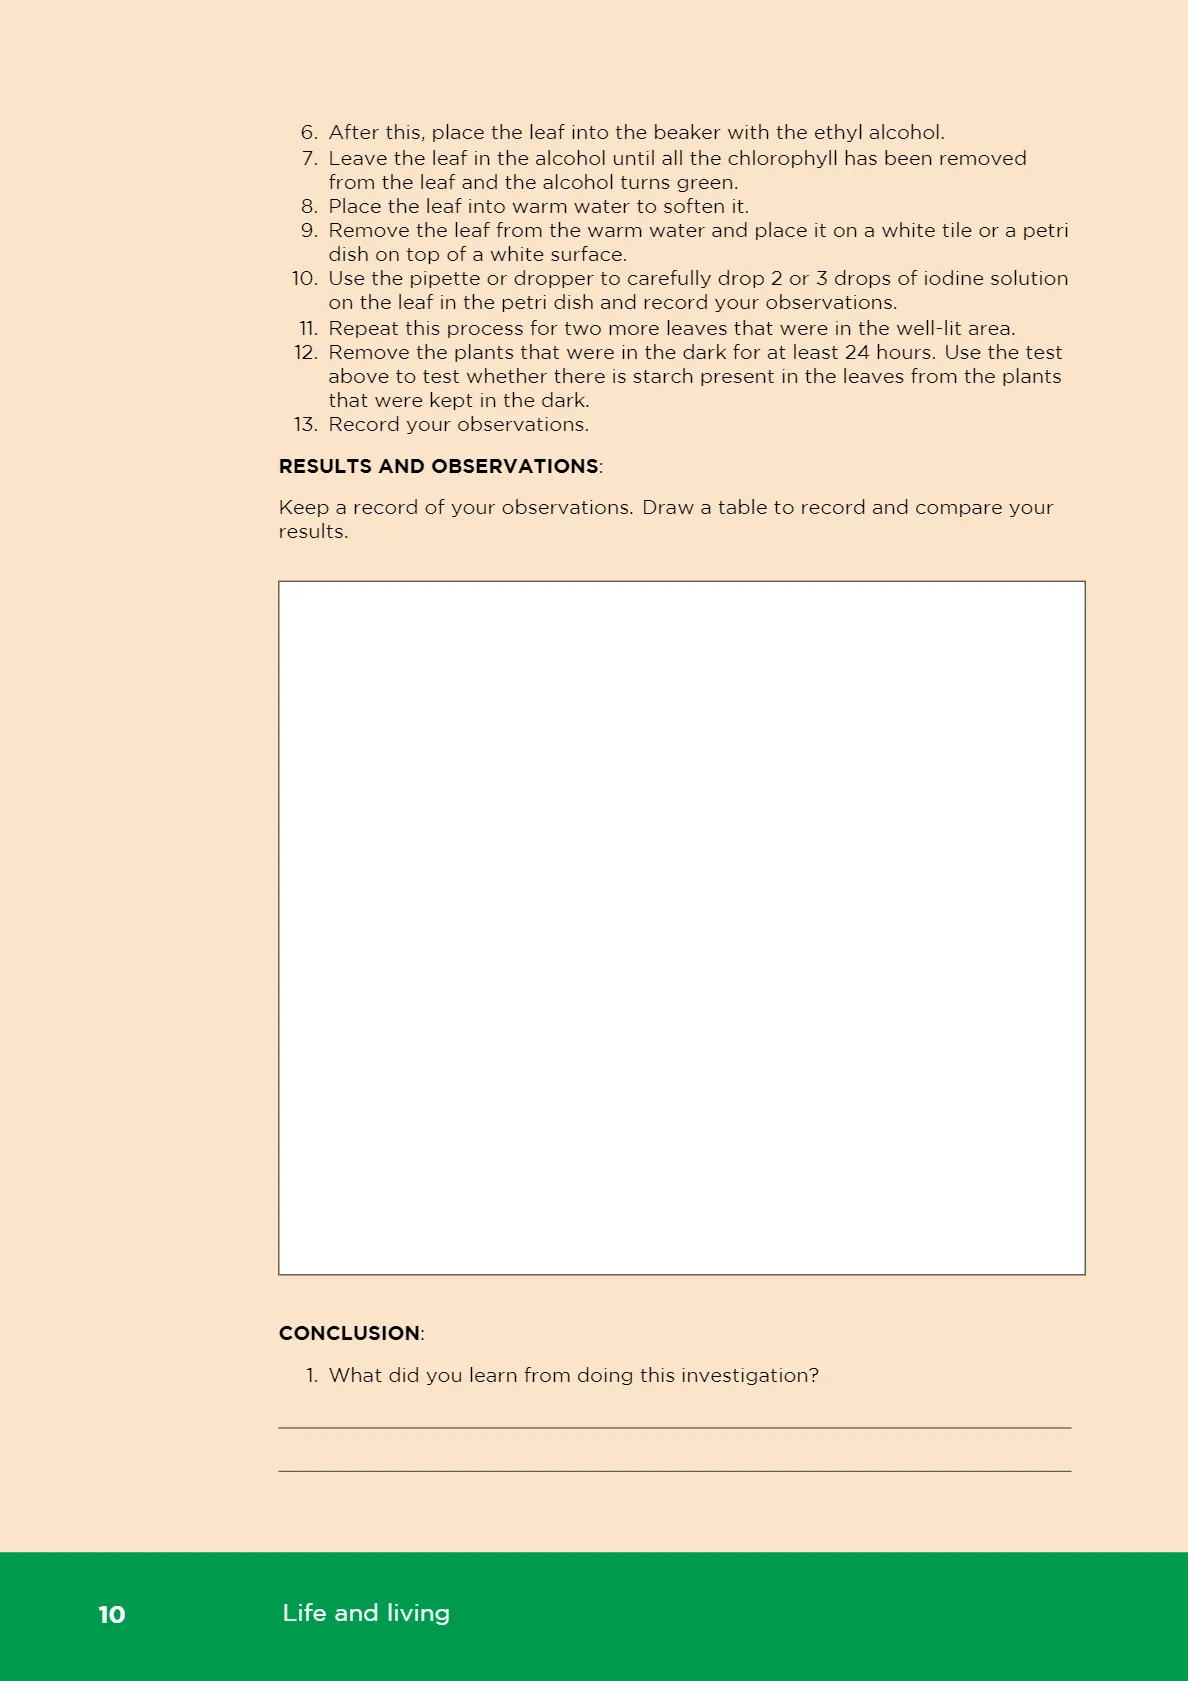 6. After this, place the leaf into the beaker with the ethyl alcohol.
7. Leave the leaf in the alcohol until all the chlorophyll has been removed
from the leaf and the alcohol turns green.
8. Place the leaf into warm water to soften it.
9. Remove the leaf from the warm water and place it on a white tile or a petri
dish on top of a white surface.
10. Use the pipette or dropper to carefully drop 2 or 3 drops of iodine solution
on the leaf in the petri dish and record your observations.
11. Repeat this process for two more leaves that were in the well-lit area.
12. Remove the plants that were in the dark for at least 24 hours. Use the test
above to test whether there is starch present in the leaves from the plants
that were kept in the dark.
13. Record your observations.
RESULTS AND OBSERVATIONS:
Keep a record of your observations. Draw a table to record and compare your
results.
CONCLUSION:
1. What did you learn from doing this investigation?
10 Life and living